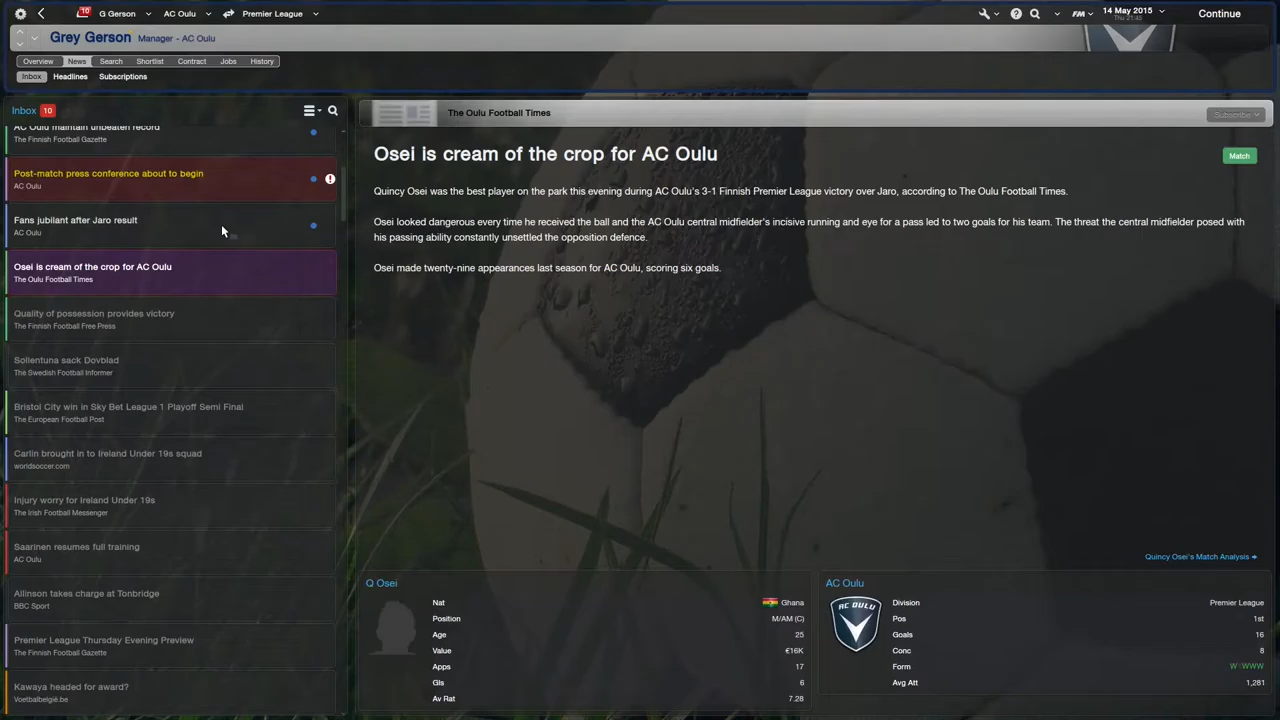 10 G Gerson AC Oulu Premier League FM 14 May 2015 Thu 21:45 Continue
Grey Gerson Manager - AC Oulu
Overview News Search Shortlist Contract Jobs History
Inbox Headlines Subscriptions
Inbox 10
AC Oulu maintain unbeaten record
The Finnish Football Gazette
Post-match press conference about to begin
AC Oulu
Fans jubilant after Jaro result
AC Oulu
Osei is cream of the crop for AC Oulu
The Oulu Football Times
Quality of possession provides victory
The Finnish Football Free Press
Sollentuna sack Dovblad
The Swedish Football Informer
Bristol City win in Sky Bet League 1 Playoff Semi Final
The European Football Post
Carlin brought in to Ireland Under 19s squad
worldsoccer.com
Injury worry for Ireland Under 19s
The Irish Football Messenger
Saarinen resumes full training
AC Oulu
Allinson takes charge at Tonbridge
BBC Sport
Premier League Thursday Evening Preview
The Finnish Football Gazette
Kawaya headed for award?
Voetbalbelgië.be
The Oulu Football Times
Subscribe
Osei is cream of the crop for AC Oulu
Match
Quincy Osei was the best player on the park this evening during AC Oulu's 3-1 Finnish Premier League victory over Jaro, according to The Oulu Football Times.
Osei looked dangerous every time he received the ball and the AC Oulu central midfielder's incisive running and eye for a pass led to two goals for his team. The threat the central midfielder posed with
his passing ability constantly unsettled the opposition defence.
Osei made twenty-nine appearances last season for AC Oulu, scoring six goals.
Quincy Osei's Match Analysis
Q Osei
Nat Ghana
Position M/AM (C)
Age 25
Value €16K
Apps 17
Gls 6
Av Rat 7.28
AC Oulu
AC OULU
Division Premier League
Pos 1st
Goals 16
Conc 8
Form
Avg Att 1,281